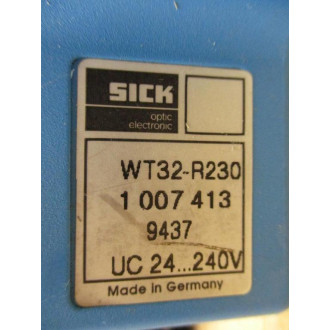 SICK
optic
electronic
WT32-R230
1 007 413
9437
UC 24...240V
Made in Germany